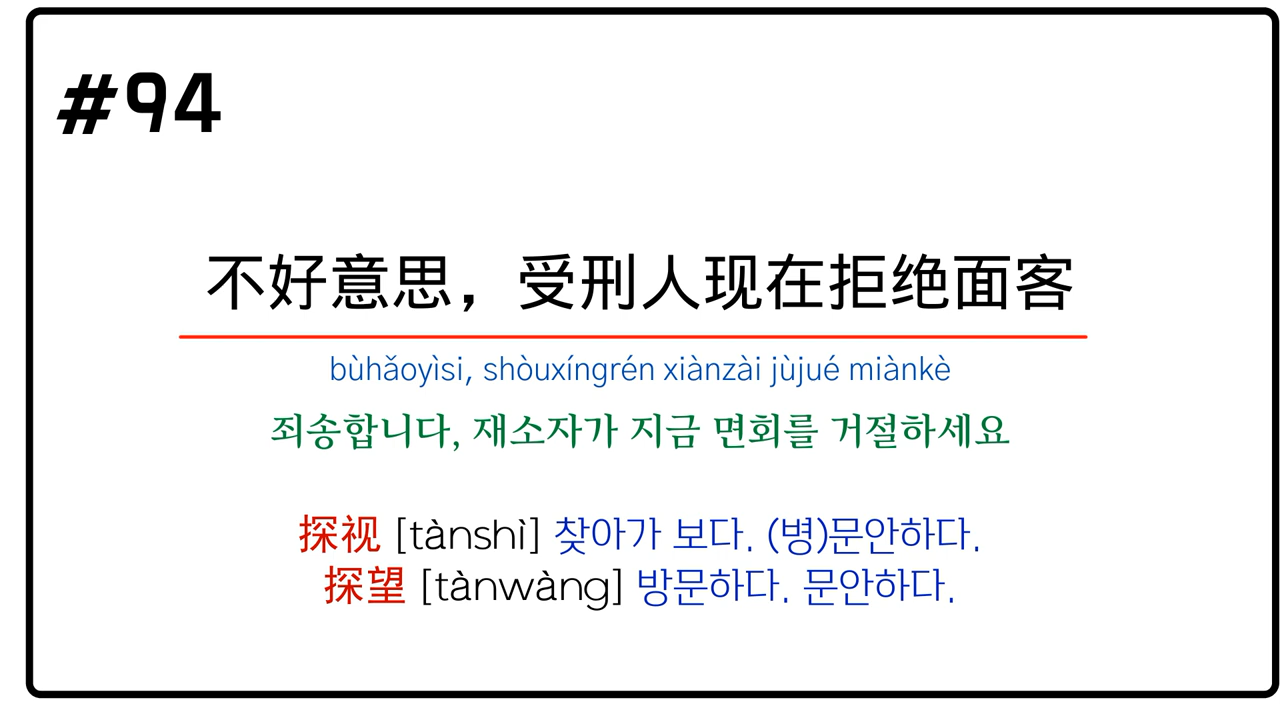 #94
不好意思，受刑人现在拒绝面客
bùhǎoyìsi, shòuxíngrén xiànzài jùjué miànkè
죄송합니다, 재소자가 지금 면회를 거절하세요
探视 [tànshì] 찾아가 보다. (병)문안하다.
探望 [tànwàng] 방문하다. 문안하다.